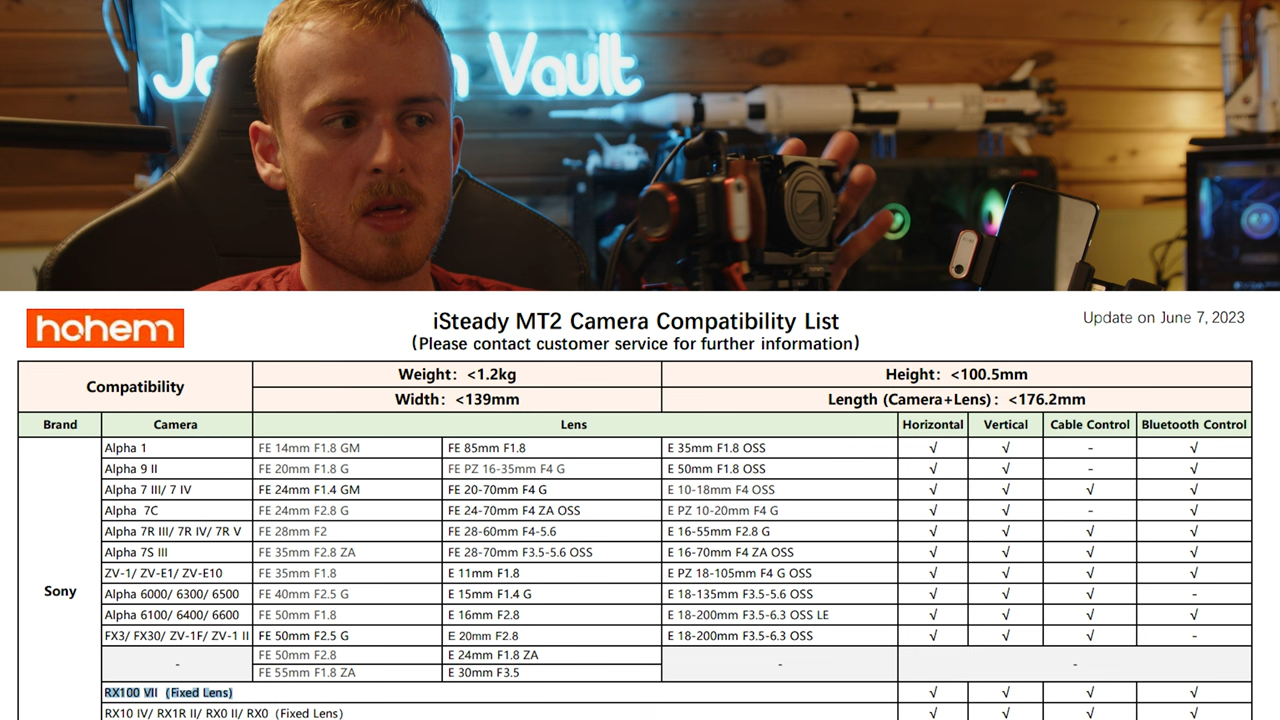 Vault
hohem
iSteady MT2 Camera Compatibility List
Update on June 7, 2023
(Please contact customer service for further information)
Compatibility
Weight: <1.2kg
Height: <100.5mm
Width: <139mm
Length (Camera+Lens): <176.2mm
Brand Camera Lens Horizontal Vertical Cable Control Bluetooth Control
Sony
Alpha 1 FE 14mm F1.8 GM FE 85mm F1.8 E 35mm F1.8 OSS √ √ - √
Alpha 9 II FE 20mm F1.8 G FE PZ 16-35mm F4 G E 50mm F1.8 OSS √ √ - √
Alpha 7 III/ 7 IV FE 24mm F1.4 GM FE 20-70mm F4 G E 10-18mm F4 OSS √ √ √ √
Alpha 7C FE 24mm F2.8 G FE 24-70mm F4 ZA OSS E PZ 10-20mm F4 G √ √ - √
Alpha 7R III/ 7R IV/ 7R V FE 28mm F2 FE 28-60mm F4-5.6 E 16-55mm F2.8 G √ √ √ √
Alpha 7S III FE 35mm F2.8 ZA FE 28-70mm F3.5-5.6 OSS E 16-70mm F4 ZA OSS √ √ √ √
ZV-1/ ZV-E1/ ZV-E10 FE 35mm F1.8 E 11mm F1.8 E PZ 18-105mm F4 G OSS √ √ √ √
Alpha 6000/ 6300/ 6500 FE 40mm F2.5 G E 15mm F1.4 G E 18-135mm F3.5-5.6 OSS √ √ √ -
Alpha 6100/ 6400/ 6600 FE 50mm F1.8 E 16mm F2.8 E 18-200mm F3.5-6.3 OSS LE √ √ √ √
FX3/ FX30/ ZV-1F/ ZV-1 II FE 50mm F2.5 G E 20mm F2.8 E 18-200mm F3.5-6.3 OSS √ √ √ -
- FE 50mm F2.8 E 24mm F1.8 ZA - -
FE 55mm F1.8 ZA E 30mm F3.5
RX100 VII (Fixed Lens) √ √ √ √
RX10 IV/ RX1R II/ RX0 II/ RX0 (Fixed Lens) √ √ √ √